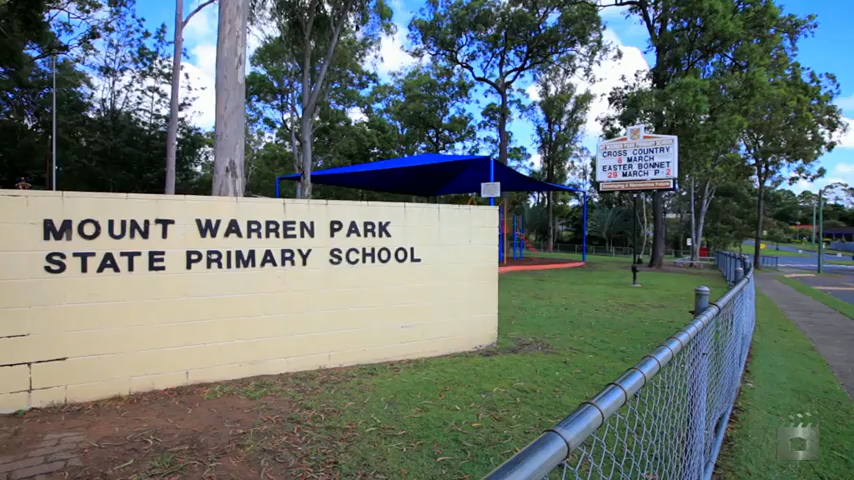 MOUNT WARREN PARK
STATE PRIMARY SCHOOL
CROSS COUNTRY
8 MARCH
EASTER BONNET
29 MARCH P-2